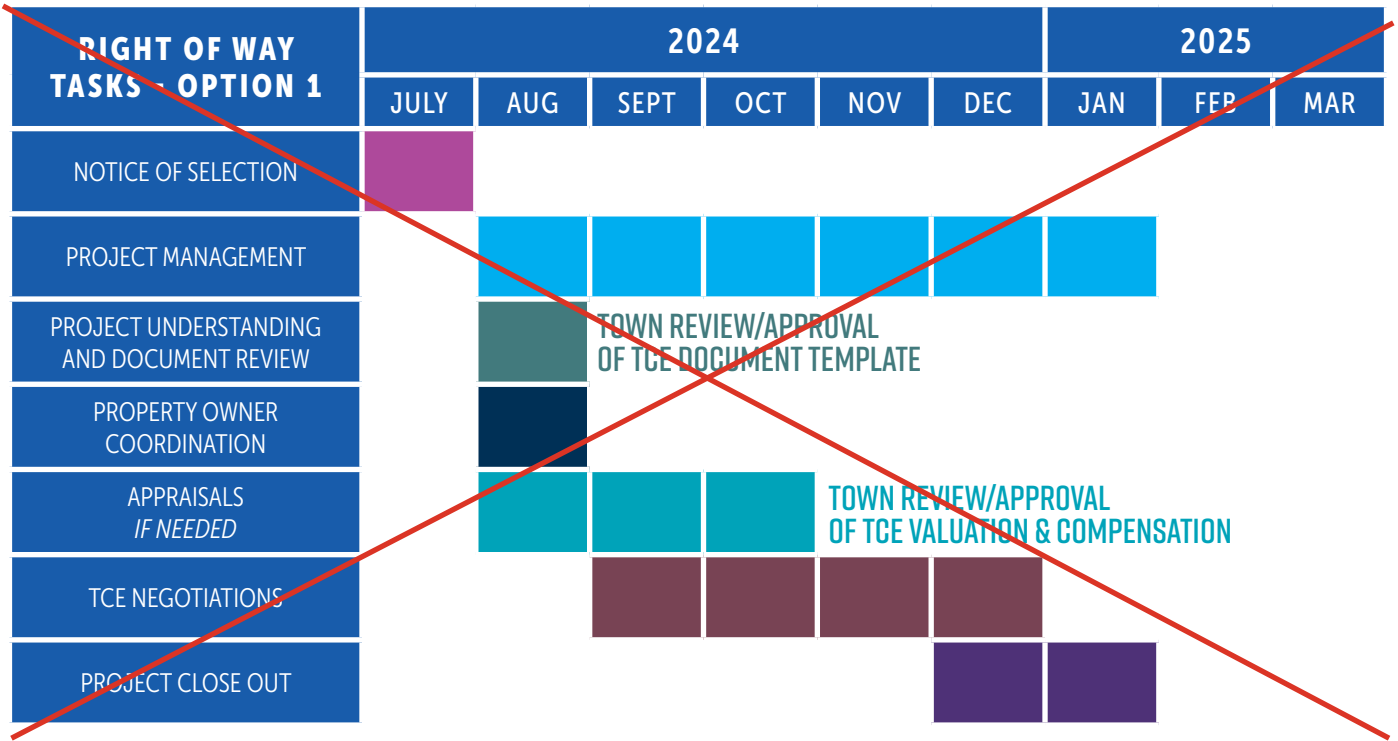 RIGHT OF WAY
TASKS - OPTION 1
2024
2025
JULY
AUG
SEPT
OCT
NOV
DEC
JAN
FEB
MAR
NOTICE OF SELECTION
PROJECT MANAGEMENT
PROJECT UNDERSTANDING
AND DOCUMENT REVIEW
TOWN REVIEW/APPROVAL
OF TCE DOCUMENT TEMPLATE
PROPERTY OWNER
COORDINATION
APPRAISALS
IF NEEDED
TOWN REVIEW/APPROVAL
OF TCE VALUATION & COMPENSATION
TCE NEGOTIATIONS
PROJECT CLOSE OUT